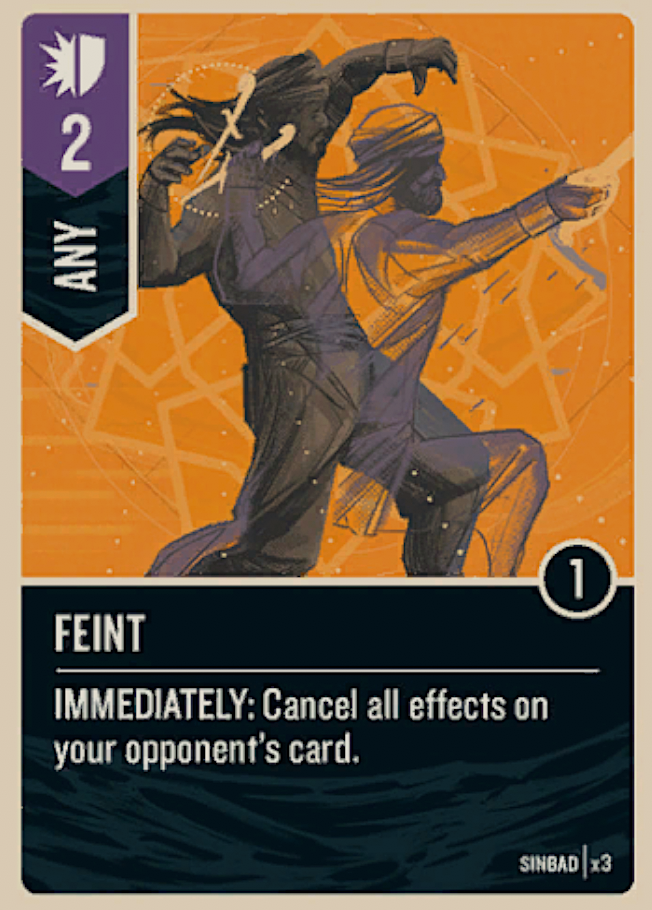 2
ANY
1
FEINT
IMMEDIATELY: Cancel all effects on
your opponent's card.
SINBAD | x3